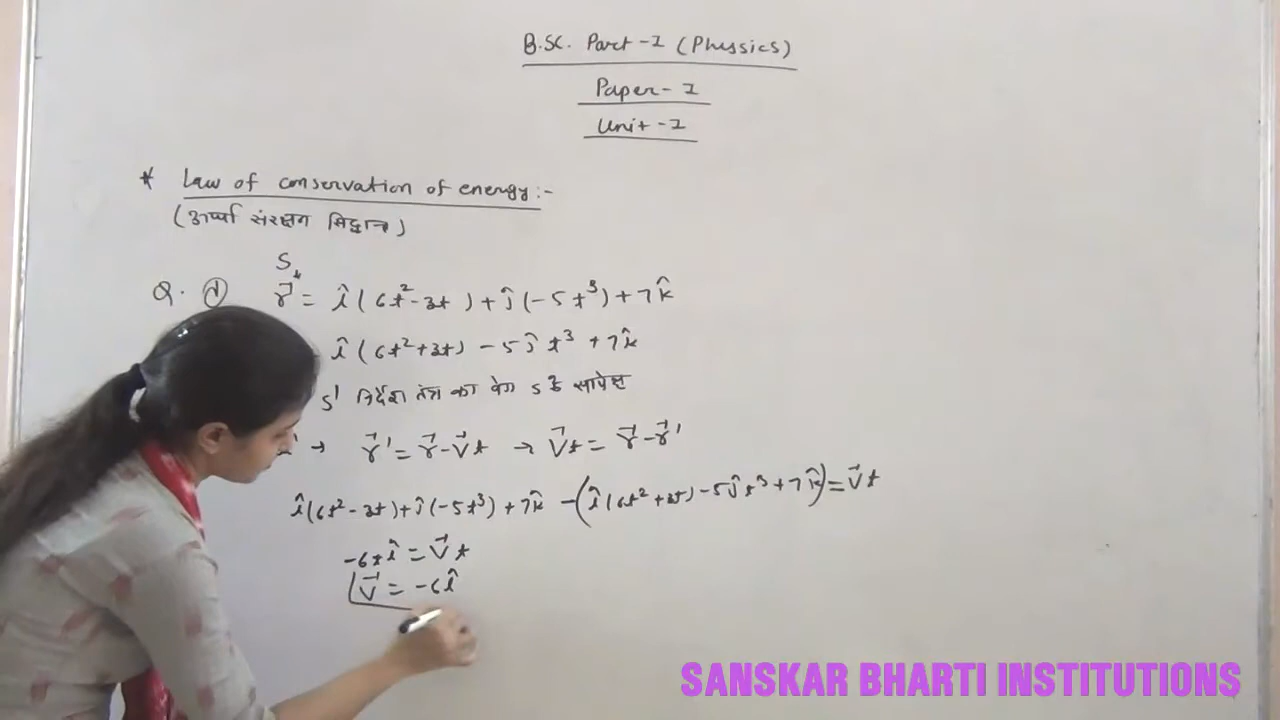 B.SC. Part-I (Physsics)
Paper-I
Unit-I
* Law of conservation of energy:-
(ऊर्जा संरक्षण सिद्धान्त)
S
Q. ① r⃗ = î(6t²-3t)+ĵ(-5t³)+7k̂
î(6t²+3t)-5ĵt³+7k̂
S' निर्देश तंत्र का वेग S के सापेक्ष
→ r⃗' = r⃗-v⃗t → v⃗t = r⃗-r⃗'
î(6t²-3t)+ĵ(-5t³)+7k̂-(î(6t²+3t)-5ĵt³+7k̂)=v⃗t
-6tî = v⃗t
v⃗ = -6î
SANSKAR BHARTI INSTITUTIONS